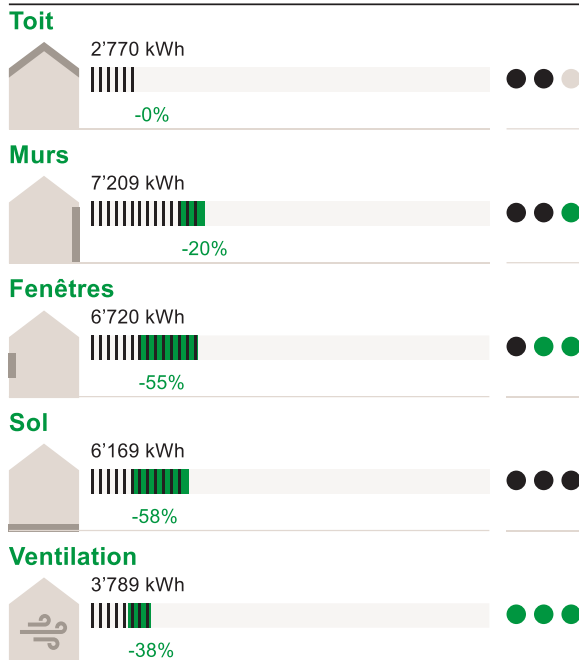 Toit
2’770 kWh
-0%
Murs
7’209 kWh
-20%
Fenêtres
6’720 kWh
-55%
Sol
6’169 kWh
-58%
Ventilation
3’789 kWh
-38%